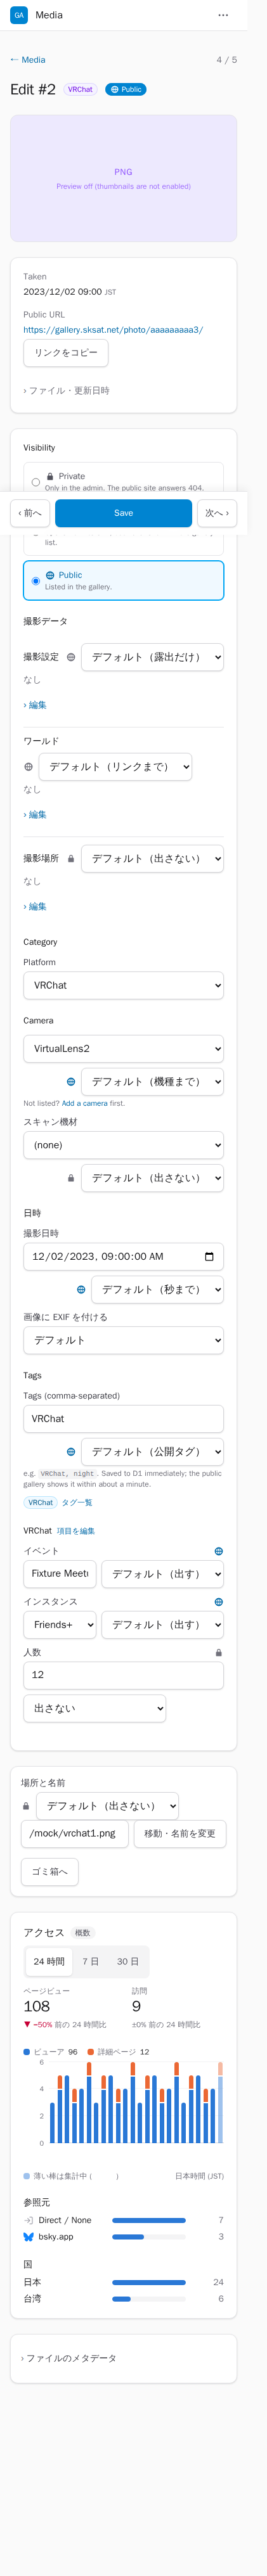 GA Media ...
← Media 4 / 5
Edit #2 VRChat Public
PNG
Preview off (thumbnails are not enabled)
Taken
2023/12/02 09:00 JST
Public URL
https://gallery.sksat.net/photo/aaaaaaaaa3/
リンクをコピー
› ファイル・更新日時
Visibility
Private
Only in the admin. The public site answers 404.
‹ 前へ Save 次へ ›
list.
Public
Listed in the gallery.
撮影データ
撮影設定 デフォルト（露出だけ）
なし
› 編集
ワールド
デフォルト（リンクまで）
なし
› 編集
撮影場所 デフォルト（出さない）
なし
› 編集
Category
Platform
VRChat
Camera
VirtualLens2
デフォルト（機種まで）
Not listed? Add a camera first.
スキャン機材
(none)
デフォルト（出さない）
日時
撮影日時
12/02/2023, 09:00:00 AM
デフォルト（秒まで）
画像に EXIF を付ける
デフォルト
Tags
Tags (comma-separated)
VRChat
デフォルト（公開タグ）
e.g. VRChat, night. Saved to D1 immediately; the public
gallery shows it within about a minute.
VRChat タグ一覧
VRChat 項目を編集
イベント
Fixture Meetu デフォルト（出す）
インスタンス
Friends+ デフォルト（出す）
人数
12
出さない
場所と名前
デフォルト（出さない）
/mock/vrchat1.png 移動・名前を変更
ゴミ箱へ
アクセス 概数
24 時間 7 日 30 日
ページビュー 訪問
108 9
▼ −50% 前の 24 時間比 ±0% 前の 24 時間比
ビューア 96 詳細ページ 12
6
4
2
0
薄い棒は集計中 ( ) 日本時間 (JST)
参照元
Direct / None 7
bsky.app 3
国
日本 24
台湾 6
› ファイルのメタデータ